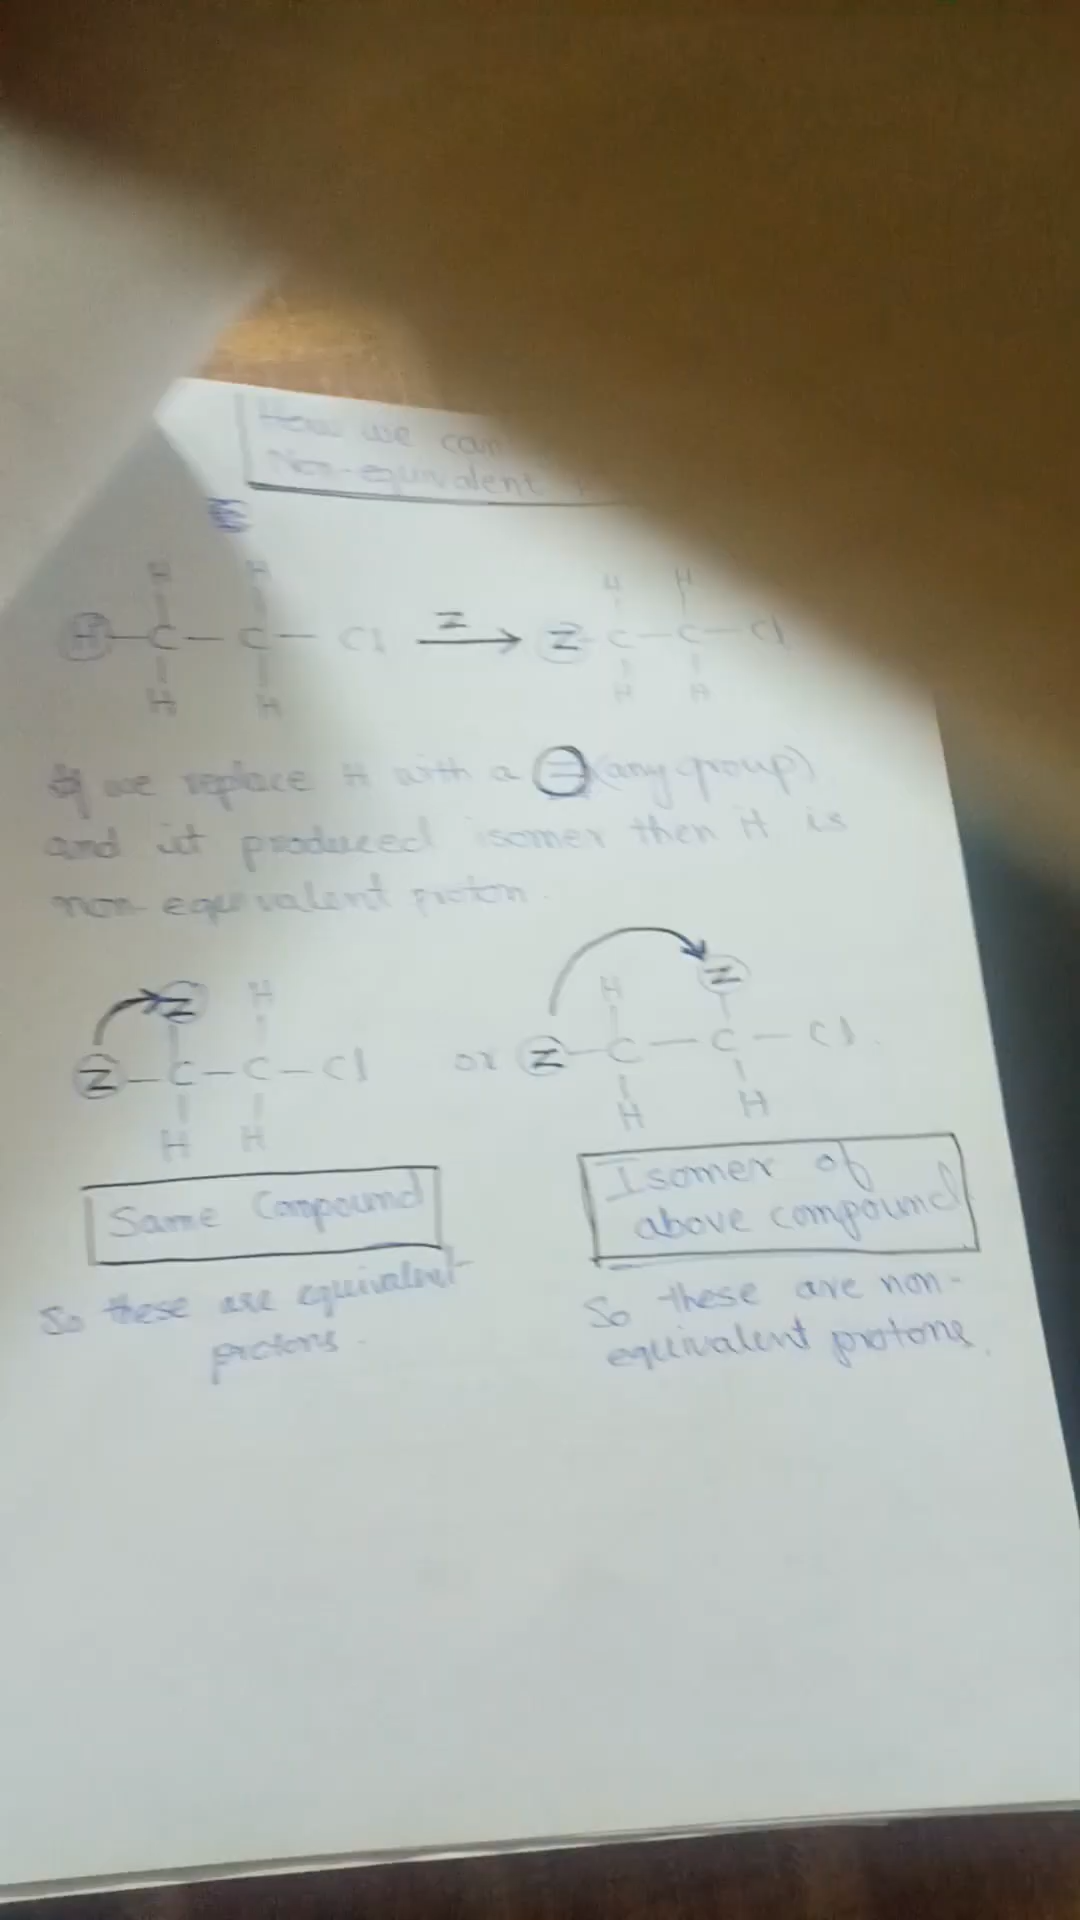 How we can
Non-equivalent
H H H H
H — C — C — Cl Z Z C — C — Cl
H H H H
If we replace H with a Z (any group)
and it produced isomer then it is
non equivalent proton.
Z H H Z
Z — C — C — Cl or Z — C — C — Cl.
H H H H
Same Compound
Isomer of
above compound
So these are equivalent
protons.
So these are non-
equivalent protons.